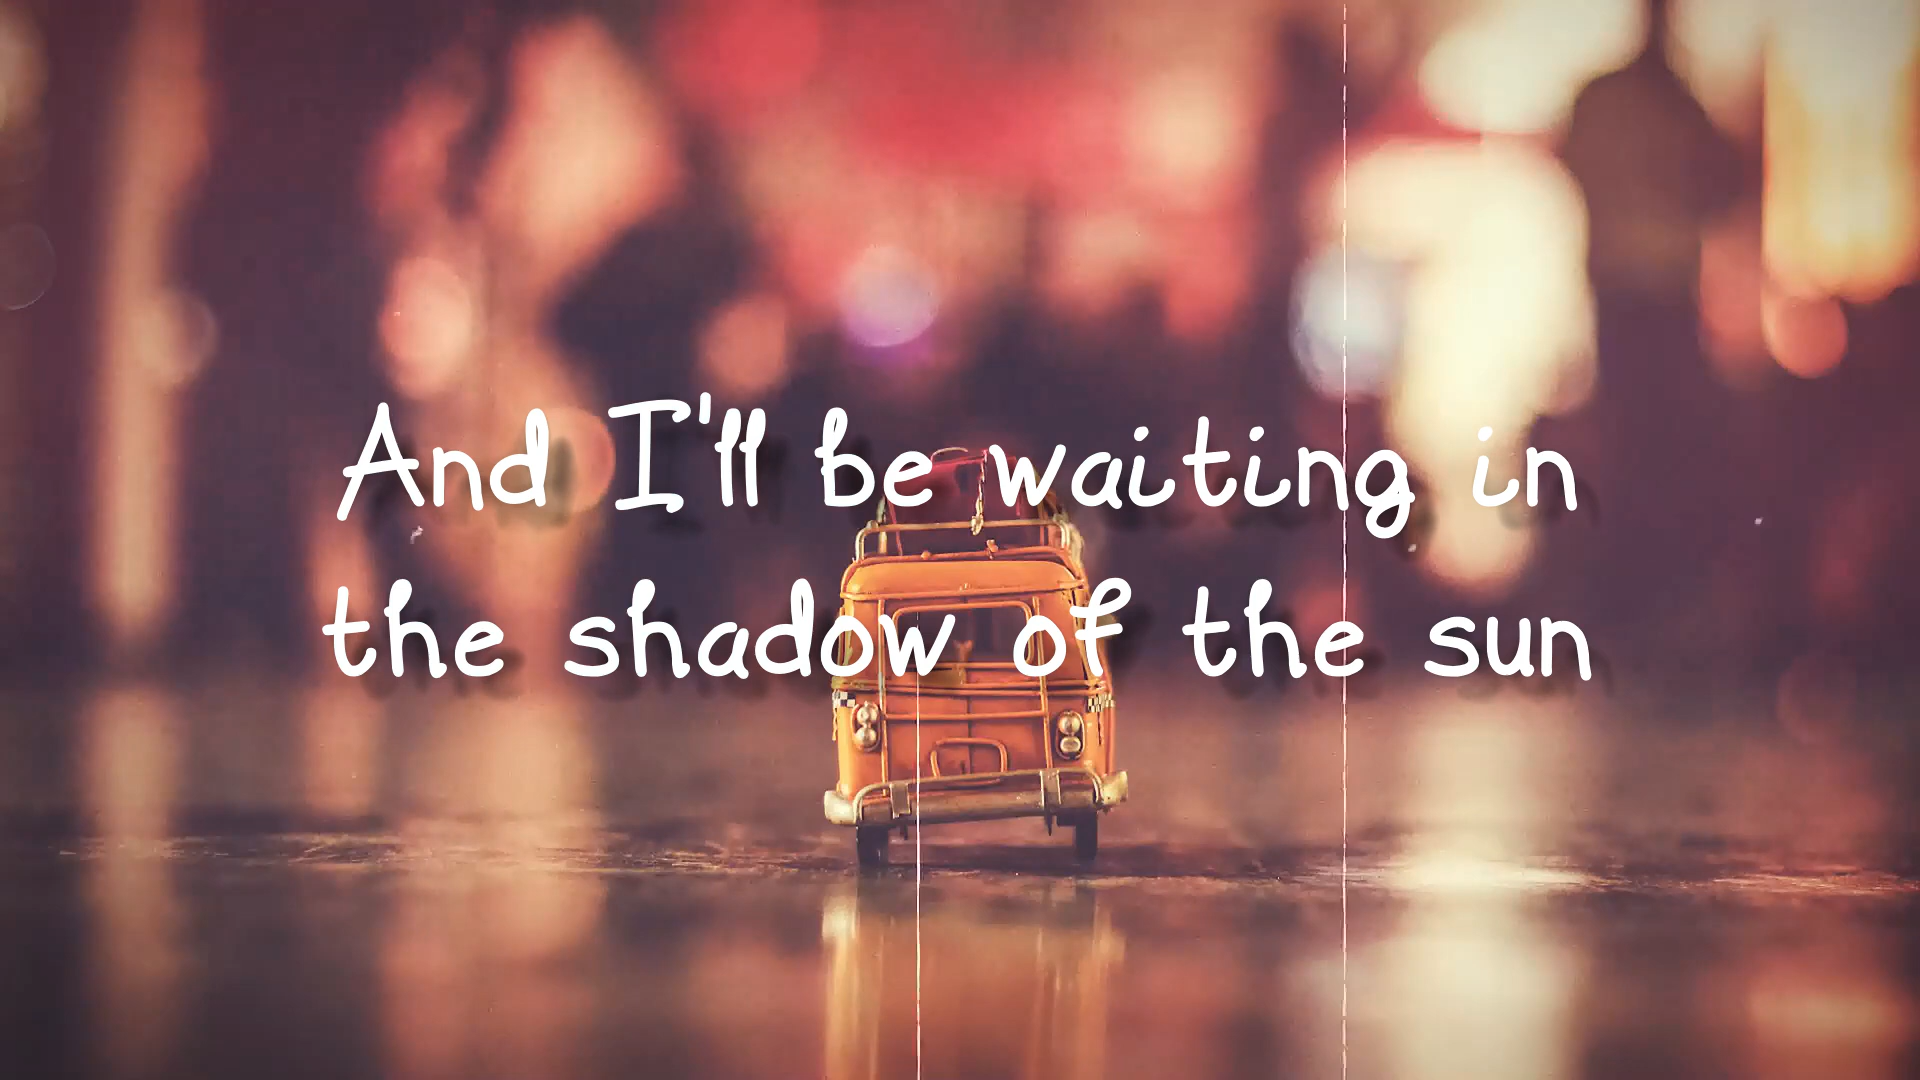 And I'll be waiting in
the shadow of the sun